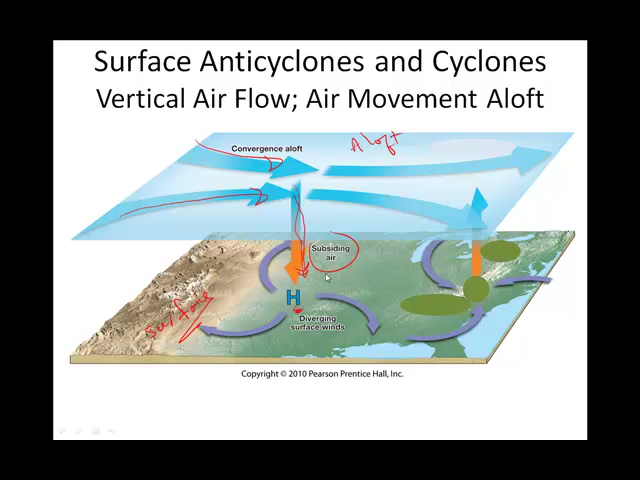 Surface Anticyclones and Cyclones
Vertical Air Flow; Air Movement Aloft
Aloft
Convergence aloft
Subsiding
air
H
Surface
Diverging
surface winds
Copyright © 2010 Pearson Prentice Hall, Inc.